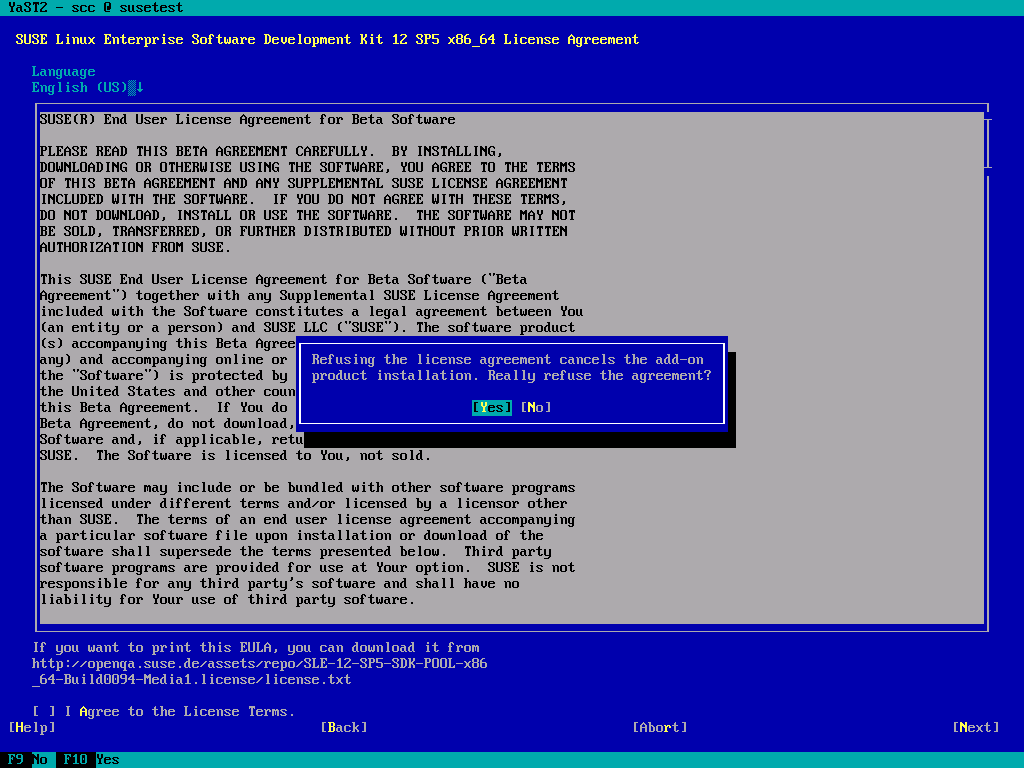 YaST2 - scc @ susetest
SUSE Linux Enterprise Software Development Kit 12 SP5 x86_64 License Agreement
Language
English (US)▒↓
SUSE(R) End User License Agreement for Beta Software
PLEASE READ THIS BETA AGREEMENT CAREFULLY.  BY INSTALLING,
DOWNLOADING OR OTHERWISE USING THE SOFTWARE, YOU AGREE TO THE TERMS
OF THIS BETA AGREEMENT AND ANY SUPPLEMENTAL SUSE LICENSE AGREEMENT
INCLUDED WITH THE SOFTWARE.  IF YOU DO NOT AGREE WITH THESE TERMS,
DO NOT DOWNLOAD, INSTALL OR USE THE SOFTWARE.  THE SOFTWARE MAY NOT
BE SOLD, TRANSFERRED, OR FURTHER DISTRIBUTED WITHOUT PRIOR WRITTEN
AUTHORIZATION FROM SUSE.
This SUSE End User License Agreement for Beta Software ("Beta
Agreement") together with any Supplemental SUSE License Agreement
included with the Software constitutes a legal agreement between You
(an entity or a person) and SUSE LLC ("SUSE"). The software product
(s) accompanying this Beta Agree
any) and accompanying online or
the "Software") is protected by
the United States and other coun
this Beta Agreement.  If You do
Beta Agreement, do not download,
Software and, if applicable, retu
SUSE.  The Software is licensed to You, not sold.
Refusing the license agreement cancels the add-on
product installation. Really refuse the agreement?
[Yes] [No]
The Software may include or be bundled with other software programs
licensed under different terms and/or licensed by a licensor other
than SUSE.  The terms of an end user license agreement accompanying
a particular software file upon installation or download of the
software shall supersede the terms presented below.  Third party
software programs are provided for use at Your option.  SUSE is not
responsible for any third party's software and shall have no
liability for Your use of third party software.
If you want to print this EULA, you can download it from
http://openqa.suse.de/assets/repo/SLE-12-SP5-SDK-POOL-x86
_64-Build0094-Media1.license/license.txt
[ ] I Agree to the License Terms.
[Help] [Back] [Abort] [Next]
F9 No F10 Yes